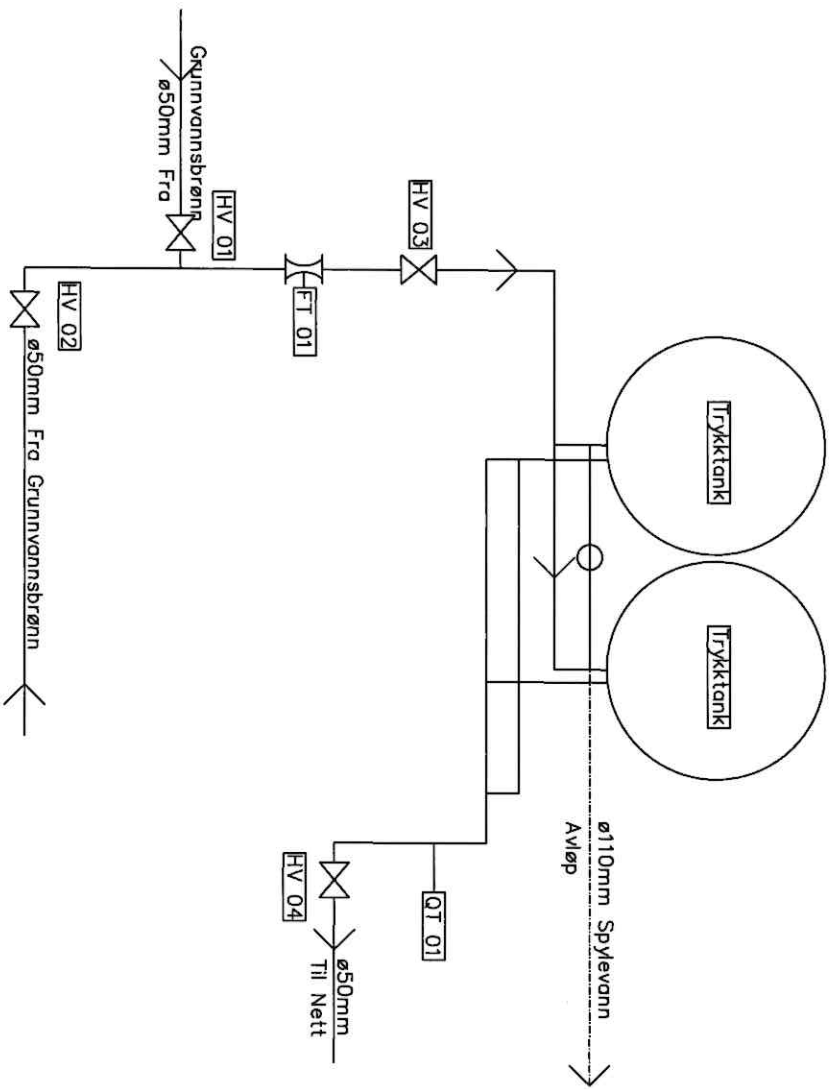 Trykktank
Trykktank
ø110mm Spylevann
Avløp
HV 03
FT 01
QT 01
HV 04
ø50mm
Til Nett
HV 01
Grunnvannsbrønn
ø50mm Fra
HV 02
ø50mm Fra Grunnvannsbrønn